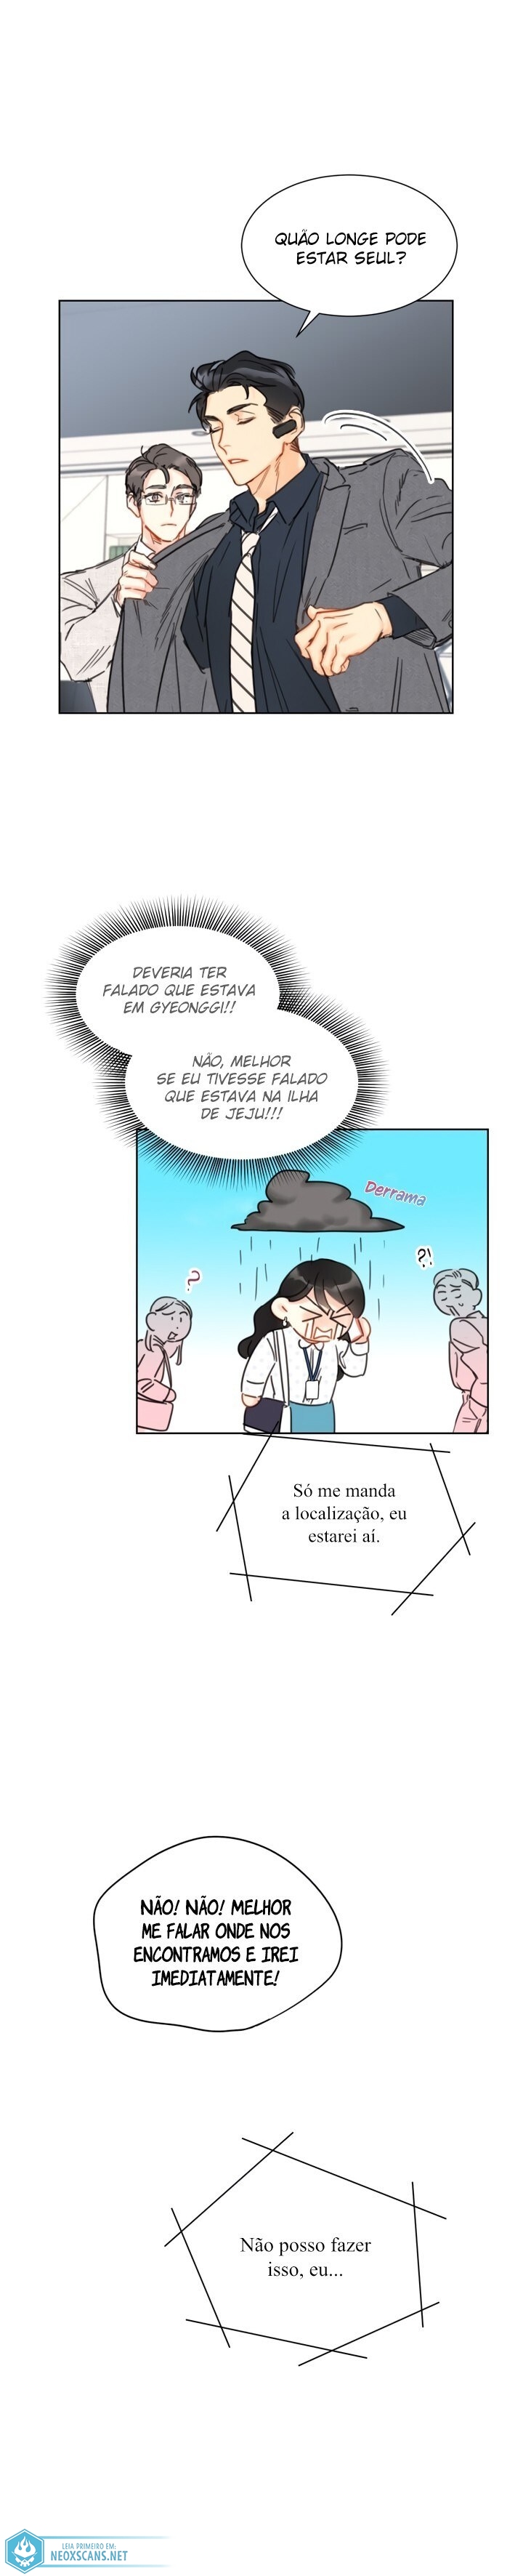 QUÃO LONGE PODE
ESTAR SEUL?
DEVERIA TER
FALADO QUE ESTAVA
EM GYEONGGI!!
NÃO, MELHOR
SE EU TIVESSE FALADO
QUE ESTAVA NA ILHA
DE JEJU!!!
Derrama
?
?!
Só me manda
a localização, eu
estarei aí.
NÃO! NÃO! MELHOR
ME FALAR ONDE NOS
ENCONTRAMOS E IREI
IMEDIATAMENTE!
Não posso fazer
isso, eu...
LEIA PRIMEIRO EM:
NEOXSCANS.NET